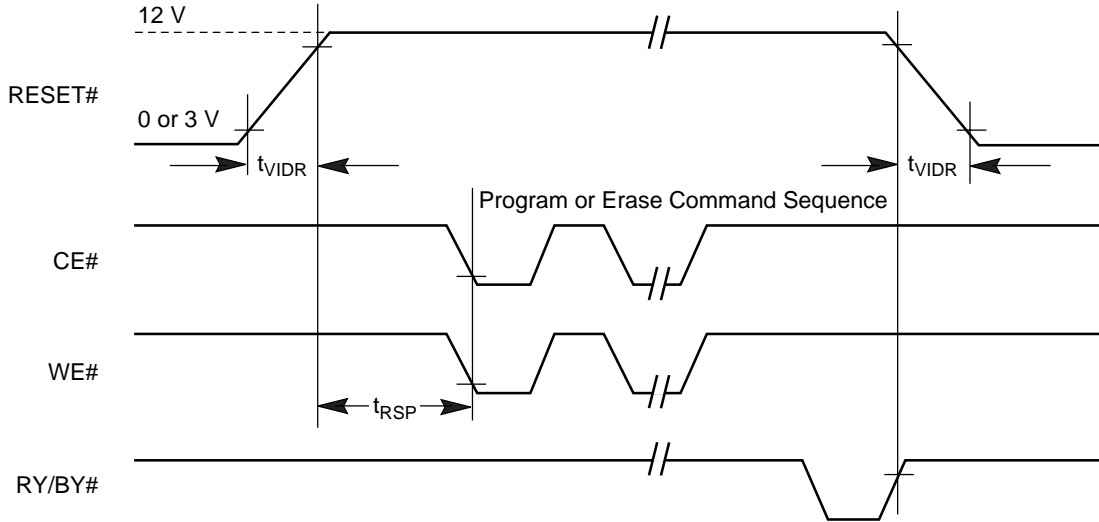 12 V
RESET#
0 or 3 V
tVIDR
tVIDR
Program or Erase Command Sequence
CE#
WE#
tRSP
RY/BY#